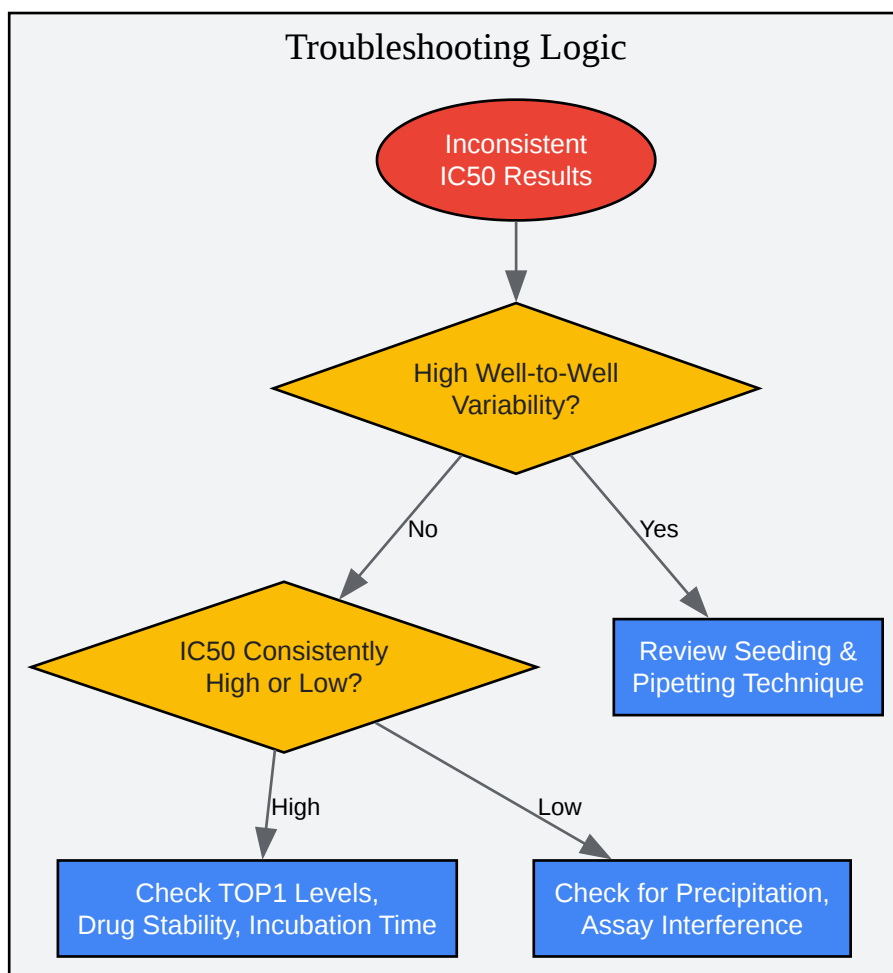 Troubleshooting Logic
Inconsistent
IC50 Results
High Well-to-Well
Variability?
No
Yes
IC50 Consistently
High or Low?
Review Seeding &
Pipetting Technique
High
Low
Check TOP1 Levels,
Drug Stability, Incubation Time
Check for Precipitation,
Assay Interference